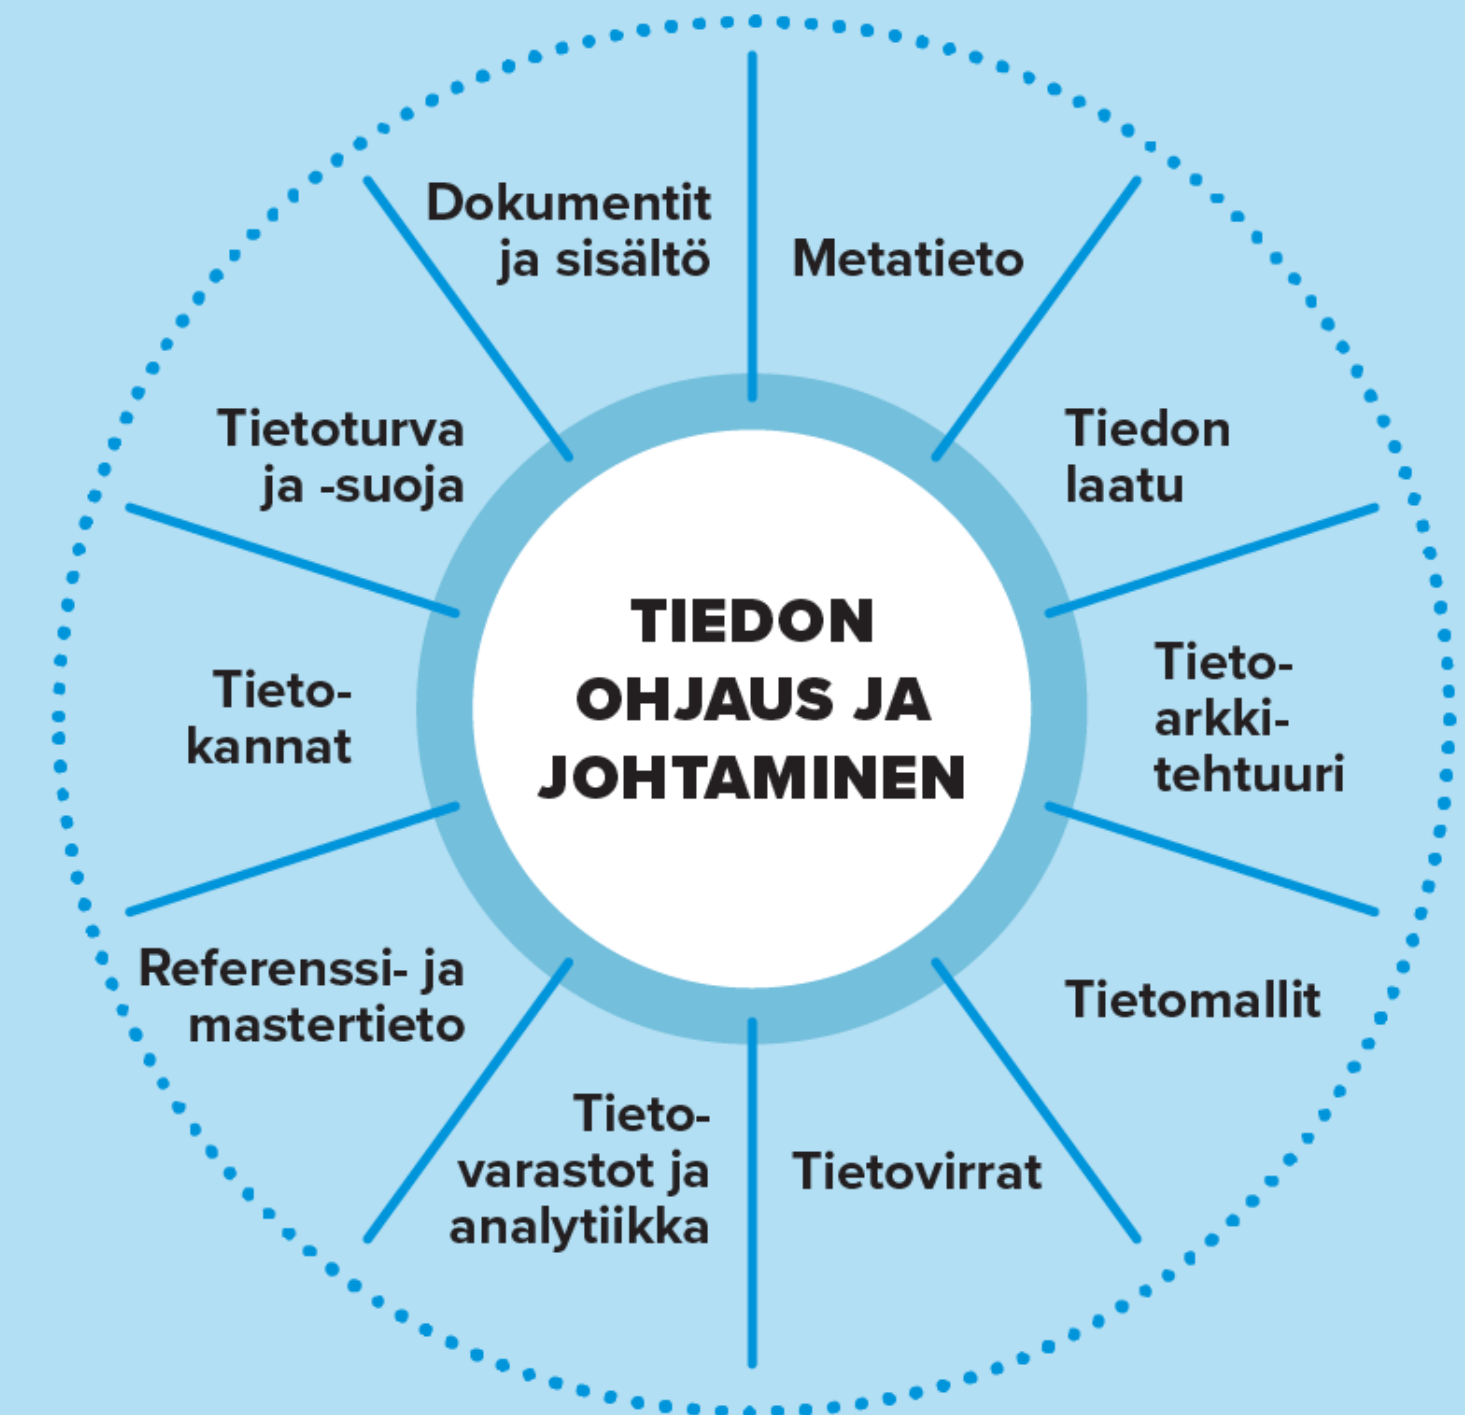 Dokumentit
ja sisältö
Metatieto
Tiedon
laatu
Tieto-
arkki-
tehtuuri
Tietomallit
Tietovirrat
Tieto-
varastot ja
analytiikka
Referenssi- ja
mastertieto
Tieto-
kannat
Tietoturva
ja -suoja
TIEDON
OHJAUS JA
JOHTAMINEN